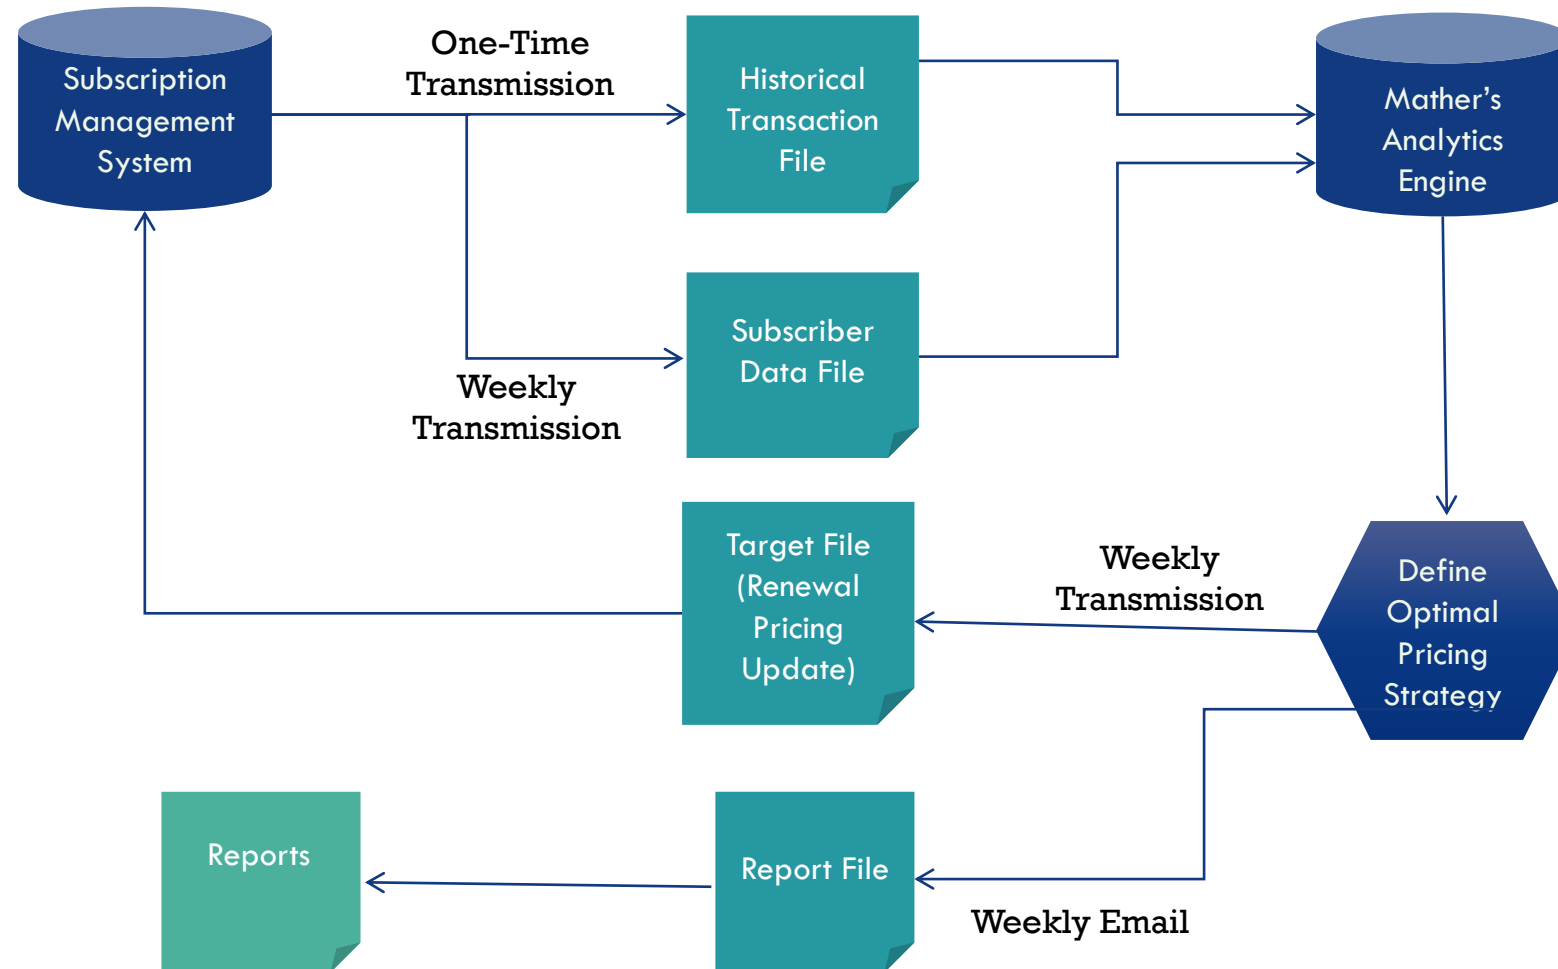 Subscription
Management
System
One-Time
Transmission
Historical
Transaction
File
Mather’s
Analytics
Engine
Weekly
Transmission
Subscriber
Data File
Target File
(Renewal
Pricing
Update)
Weekly
Transmission
Define
Optimal
Pricing
Strategy
Reports
Report File
Weekly Email